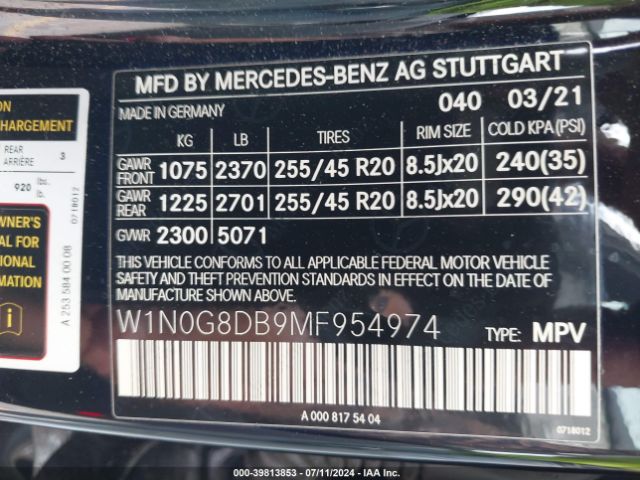 ON
HARGEMENT
REAR
ARRIÈRE 3
920 lbs.
lb.
0718012
WNER'S
AL FOR
IONAL
RMATION
A 253 584 00 08
MFD BY MERCEDES-BENZ AG STUTTGART
MADE IN GERMANY 040 03/21
KG LB TIRES RIM SIZE COLD KPA (PSI)
GAWR FRONT 1075 2370 255/45 R20 8.5Jx20 240(35)
GAWR REAR 1225 2701 255/45 R20 8.5Jx20 290(42)
GVWR 2300 5071
THIS VEHICLE CONFORMS TO ALL APPLICABLE FEDERAL MOTOR VEHICLE
SAFETY AND THEFT PREVENTION STANDARDS IN EFFECT ON THE DATE
OF MANUFACTURE SHOWN ABOVE.
W1N0G8DB9MF954974 TYPE: MPV
A 000 817 54 04
0718012
000-39813853 - 07/11/2024 - IAA Inc.